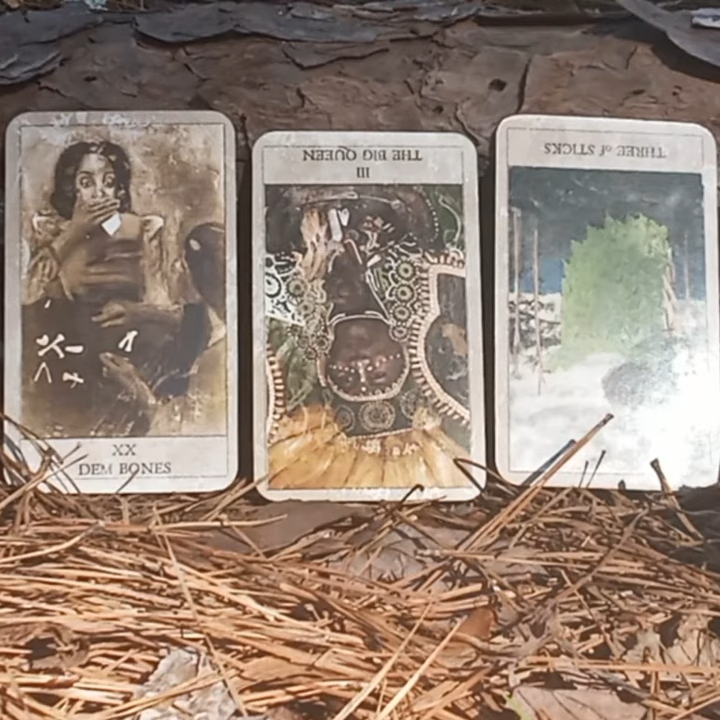 XX
DEM BONES
THE BIG QUEEN
III
THREE of STICKS